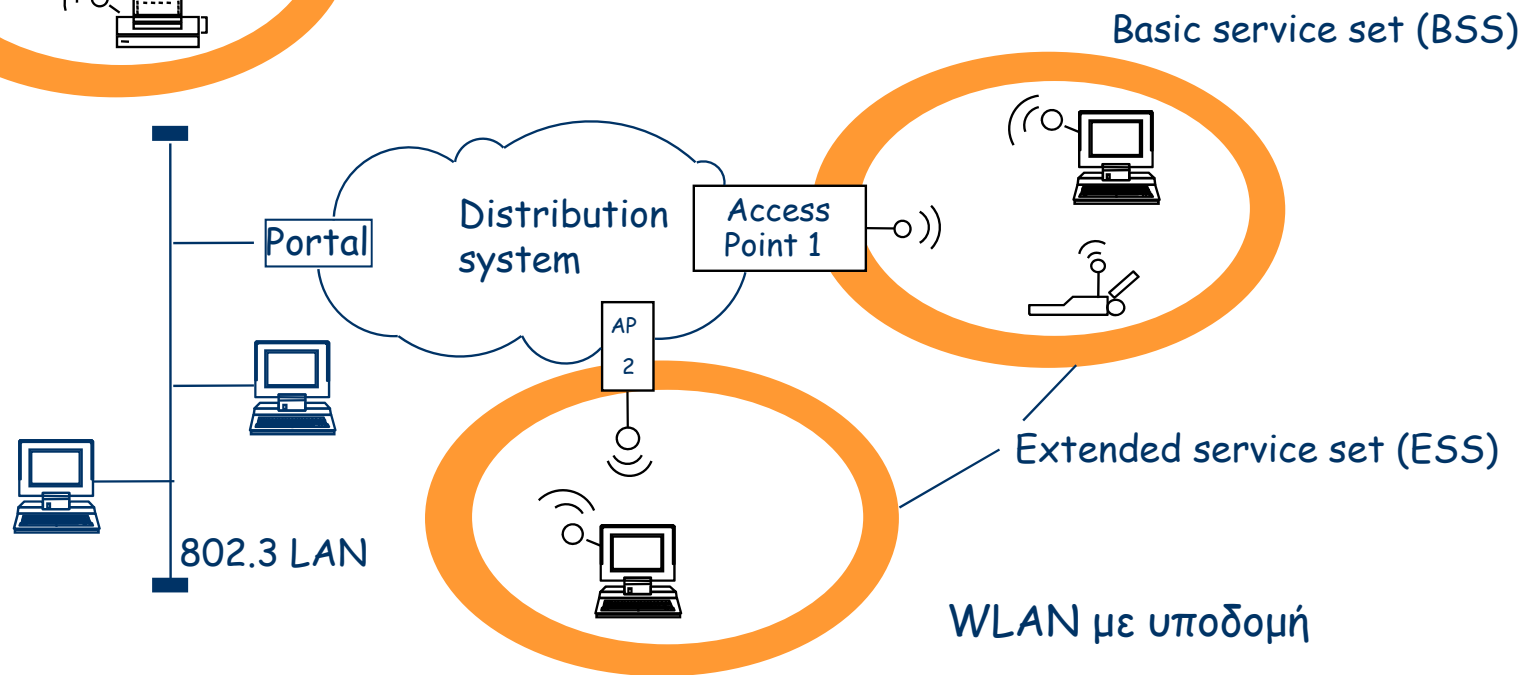 Basic service set (BSS)
Distribution
system
Access
Point 1
Portal
AP
2
Extended service set (ESS)
802.3 LAN
WLAN με υποδομή